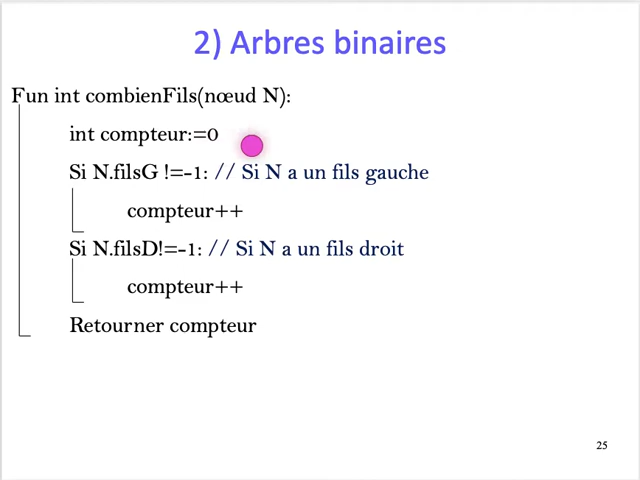 2) Arbres binaires
Fun int combienFils(nœud N):
int compteur:=0
Si N.filsG !=-1: // Si N a un fils gauche
compteur++
Si N.filsD!=-1: // Si N a un fils droit
compteur++
Retourner compteur
25